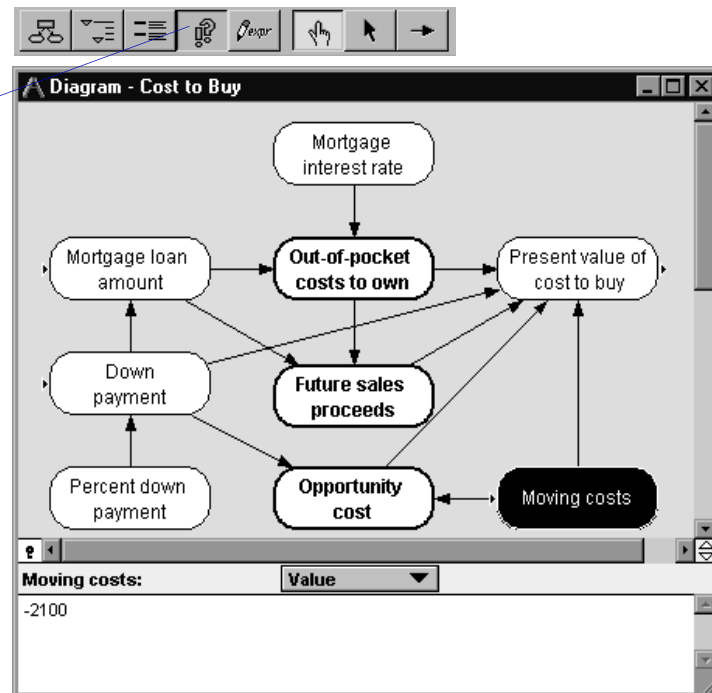 expr
Diagram - Cost to Buy
Mortgage
interest rate
Mortgage loan
amount
Out-of-pocket
costs to own
Present value of
cost to buy
Down
payment
Future sales
proceeds
Percent down
payment
Opportunity
cost
Moving costs
?
Moving costs:
Value
-2100